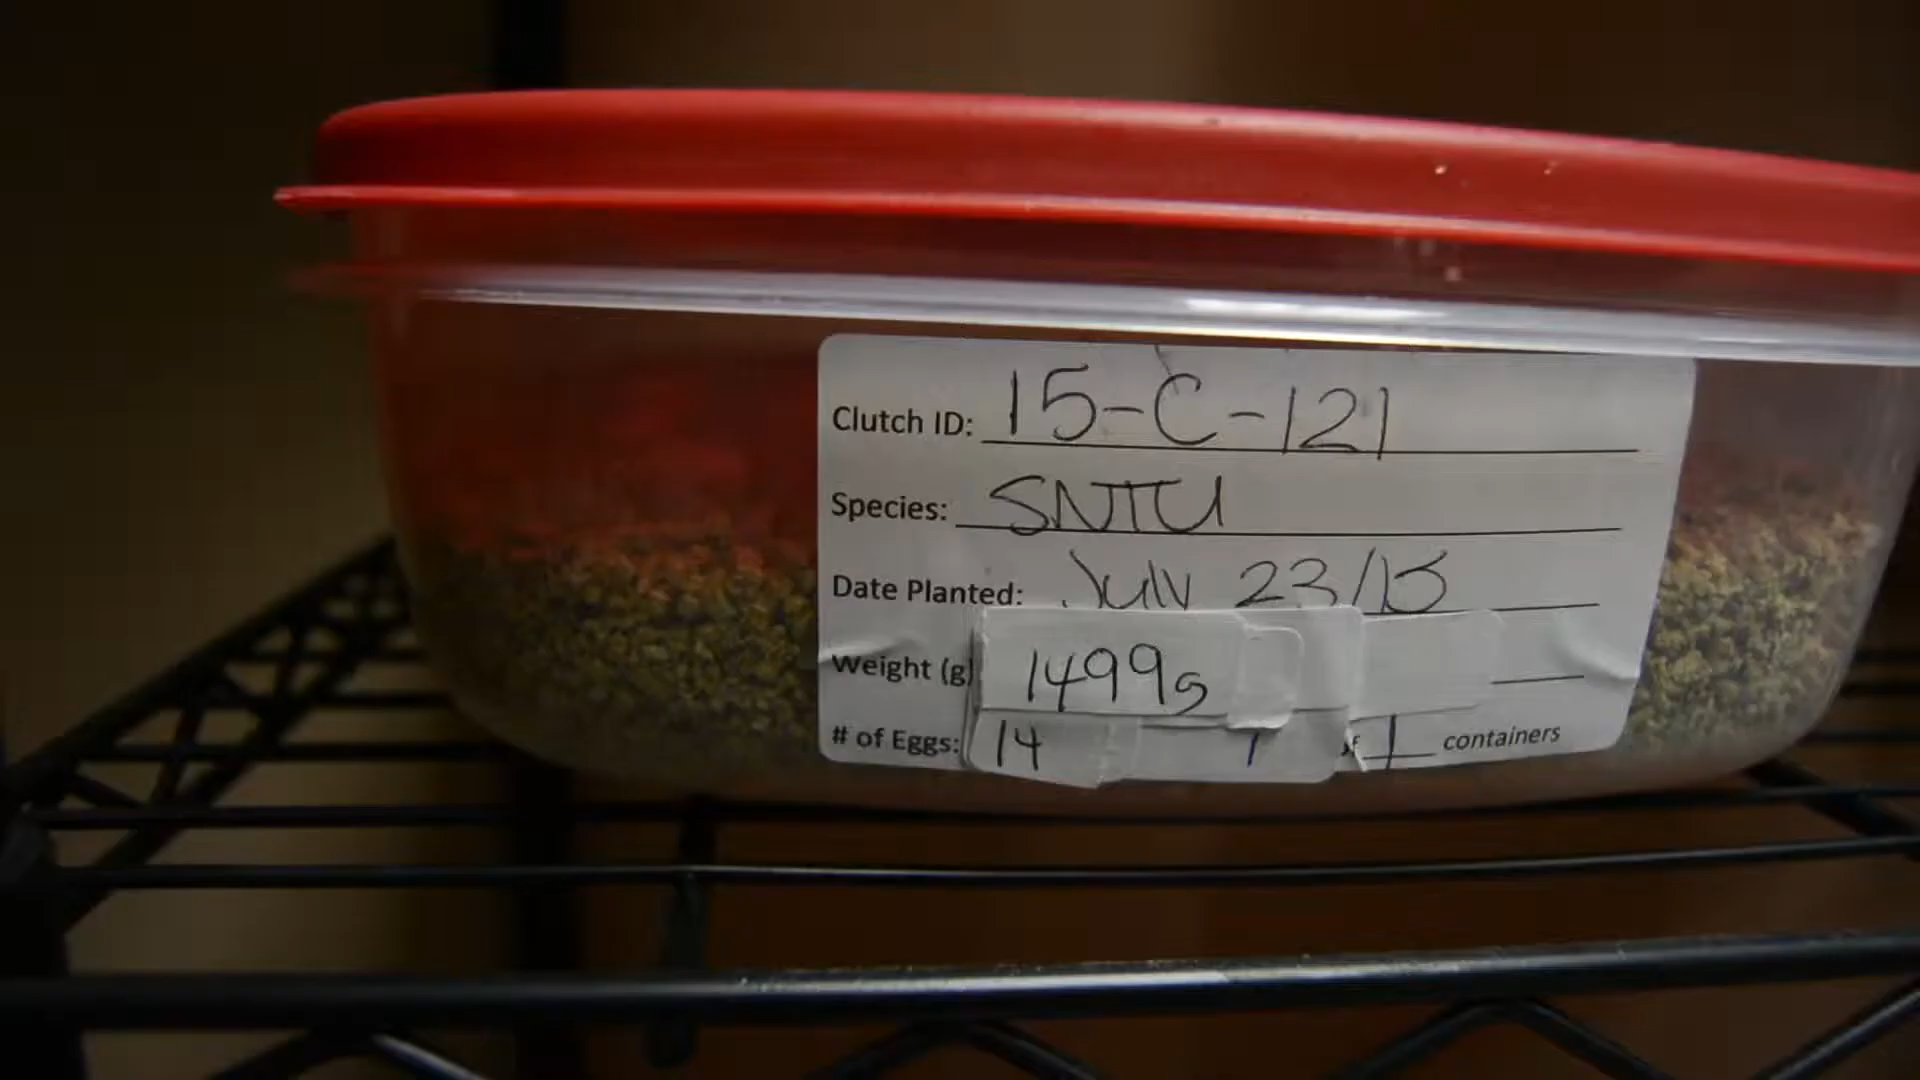 Clutch ID: 15-C-121
Species: SNTU
Date Planted: July 23/15
Weight (g) 1499g
# of Eggs: 14 1 of 1 containers